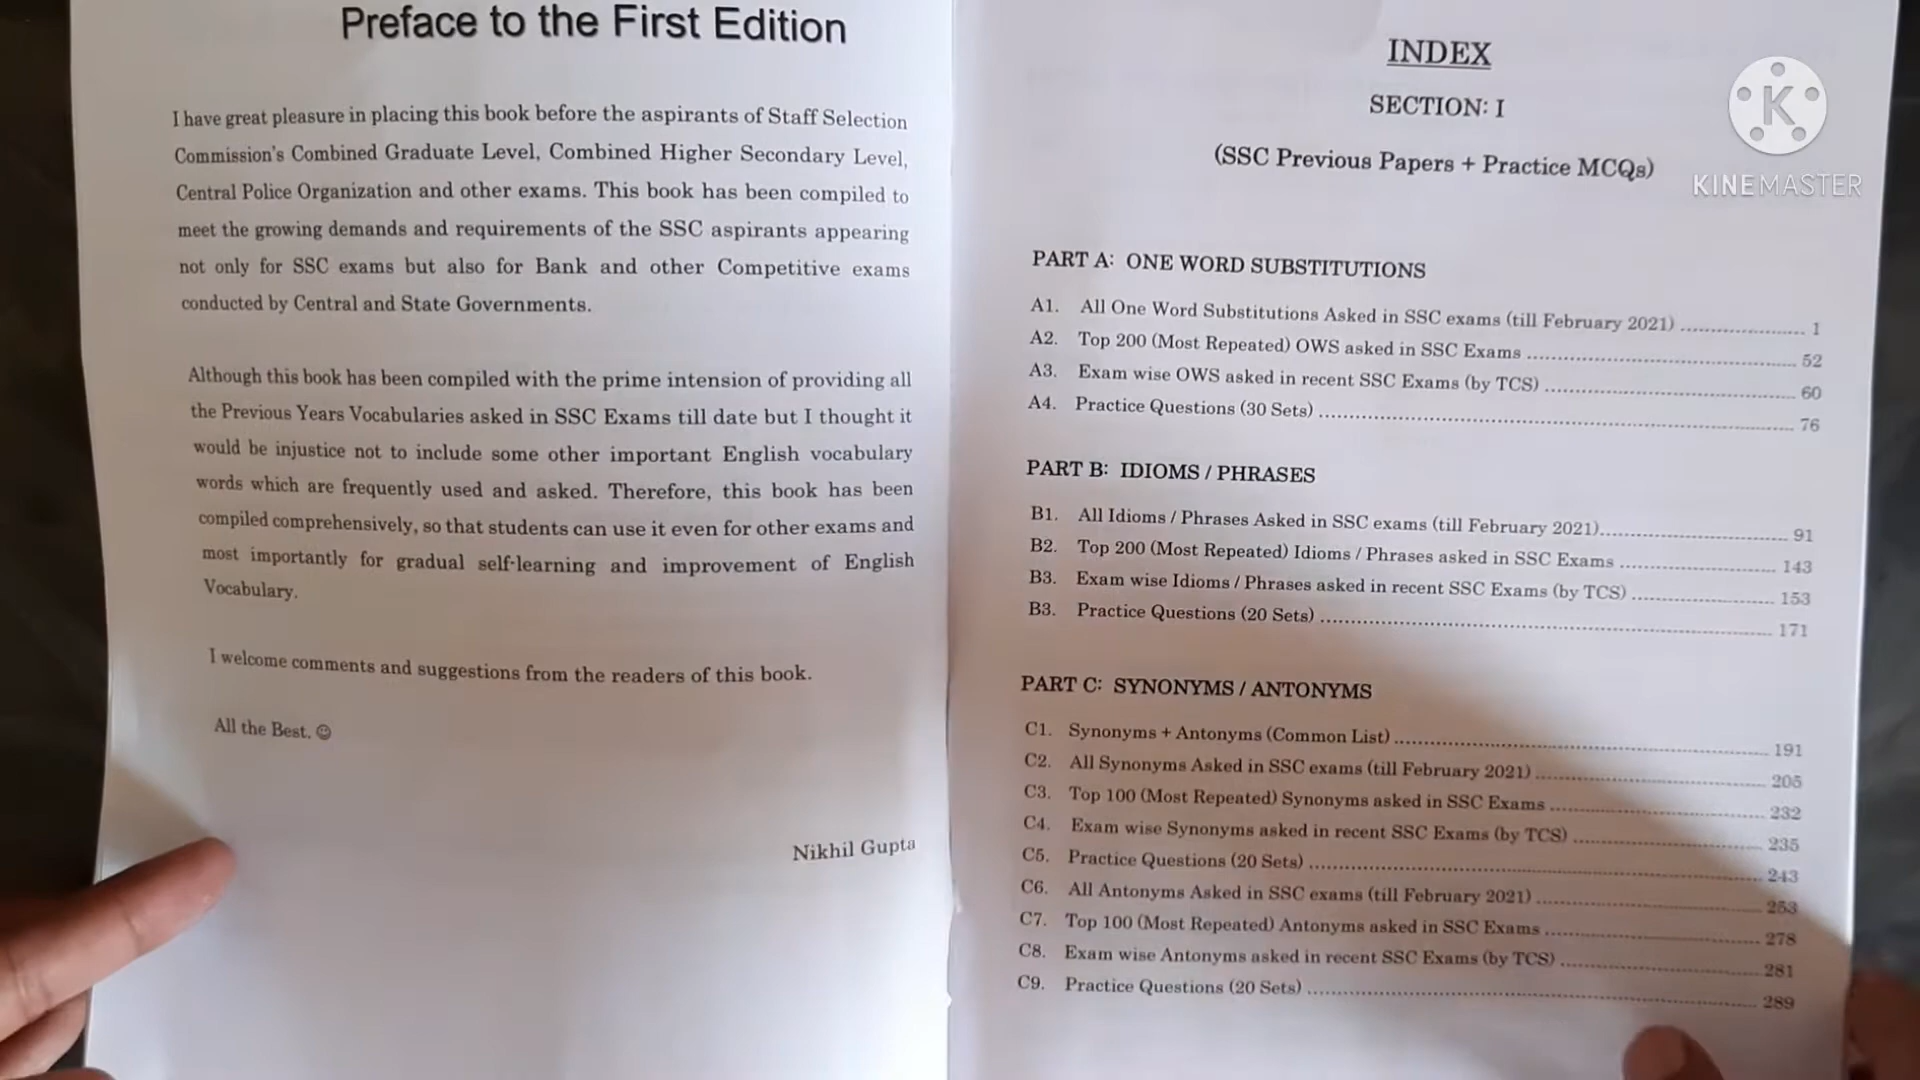 Preface to the First Edition
I have great pleasure in placing this book before the aspirants of Staff Selection
Commission's Combined Graduate Level, Combined Higher Secondary Level,
Central Police Organization and other exams. This book has been compiled to
meet the growing demands and requirements of the SSC aspirants appearing
not only for SSC exams but also for Bank and other Competitive exams
conducted by Central and State Governments.
Although this book has been compiled with the prime intension of providing all
the Previous Years Vocabularies asked in SSC Exams till date but I thought it
would be injustice not to include some other important English vocabulary
words which are frequently used and asked. Therefore, this book has been
compiled comprehensively, so that students can use it even for other exams and
most importantly for gradual self-learning and improvement of English
Vocabulary.
I welcome comments and suggestions from the readers of this book.
All the Best. ☺
Nikhil Gupta
INDEX
SECTION: I
(SSC Previous Papers + Practice MCQs)
PART A: ONE WORD SUBSTITUTIONS
A1. All One Word Substitutions Asked in SSC exams (till February 2021) ..................... 1
A2. Top 200 (Most Repeated) OWS asked in SSC Exams ..................... 52
A3. Exam wise OWS asked in recent SSC Exams (by TCS) ..................... 60
A4. Practice Questions (30 Sets) ..................... 76
PART B: IDIOMS / PHRASES
B1. All Idioms / Phrases Asked in SSC exams (till February 2021)..................... 91
B2. Top 200 (Most Repeated) Idioms / Phrases asked in SSC Exams ..................... 143
B3. Exam wise Idioms / Phrases asked in recent SSC Exams (by TCS) ..................... 153
B3. Practice Questions (20 Sets) ..................... 171
PART C: SYNONYMS / ANTONYMS
C1. Synonyms + Antonyms (Common List) ..................... 191
C2. All Synonyms Asked in SSC exams (till February 2021) ..................... 205
C3. Top 100 (Most Repeated) Synonyms asked in SSC Exams ..................... 232
C4. Exam wise Synonyms asked in recent SSC Exams (by TCS) ..................... 235
C5. Practice Questions (20 Sets) ..................... 243
C6. All Antonyms Asked in SSC exams (till February 2021) ..................... 253
C7. Top 100 (Most Repeated) Antonyms asked in SSC Exams ..................... 278
C8. Exam wise Antonyms asked in recent SSC Exams (by TCS) ..................... 281
C9. Practice Questions (20 Sets) ..................... 289
K
KINEMASTER